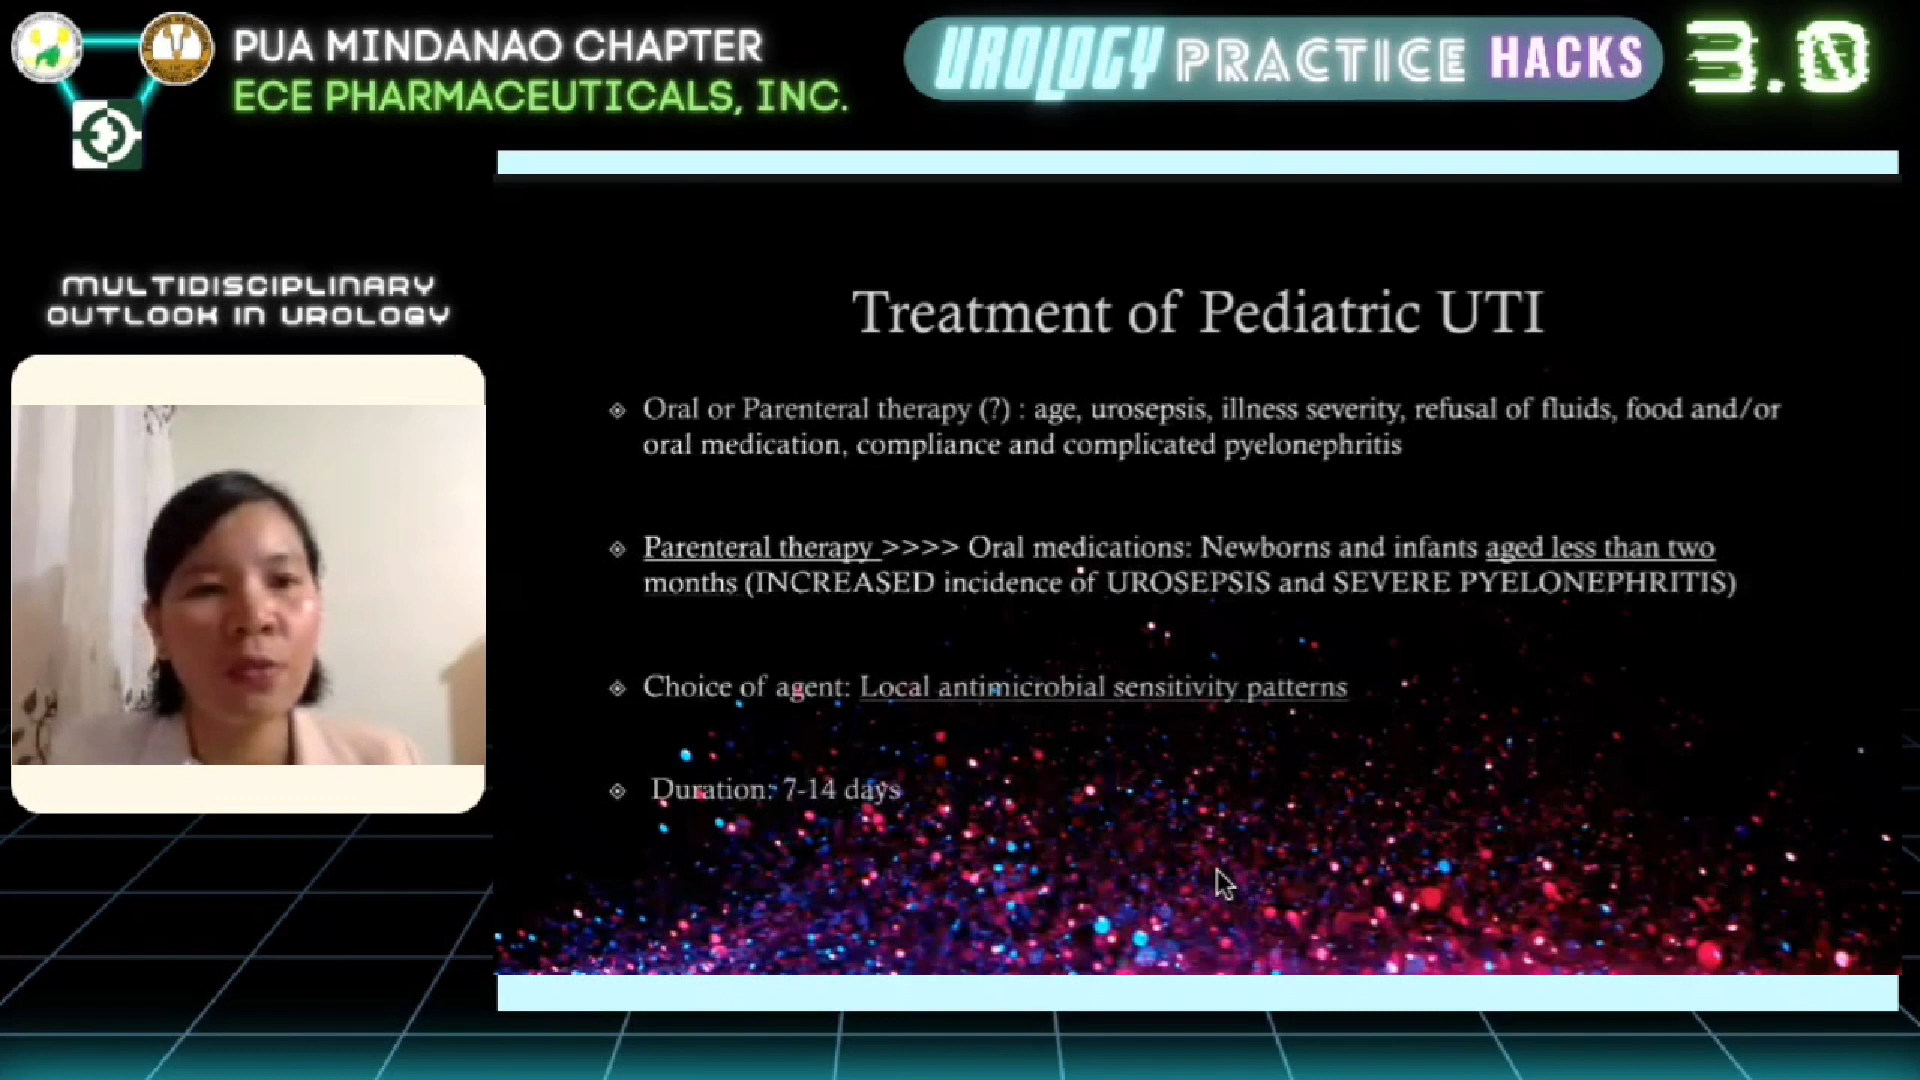 PUA MINDANAO CHAPTER
ECE PHARMACEUTICALS, INC.
UROLOGY PRACTICE HACKS 3.0
MULTIDISCIPLINARY
OUTLOOK IN UROLOGY
Treatment of Pediatric UTI
Oral or Parenteral therapy (?) : age, urosepsis, illness severity, refusal of fluids, food and/or
oral medication, compliance and complicated pyelonephritis
Parenteral therapy >>>> Oral medications: Newborns and infants aged less than two
months (INCREASED incidence of UROSEPSIS and SEVERE PYELONEPHRITIS)
Choice of agent: Local antimicrobial sensitivity patterns
Duration: 7-14 days